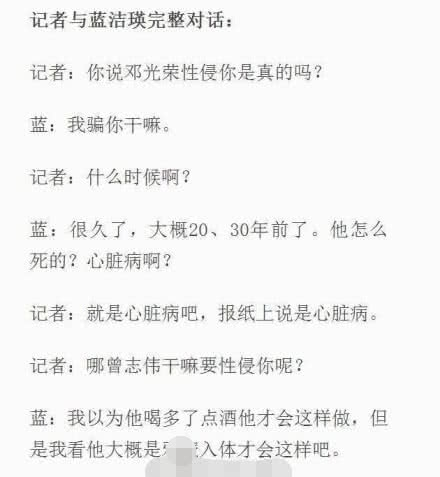 记者与蓝洁瑛完整对话：
记者：你说邓光荣性侵你是真的吗？
蓝：我骗你干嘛。
记者：什么时候啊？
蓝：很久了，大概20、30年前了。他怎么
死的？心脏病啊？
记者：就是心脏病吧，报纸上说是心脏病。
记者：哪曾志伟干嘛要性侵你呢？
蓝：我以为他喝多了点酒他才会这样做，但
是我看他大概是入体才会这样吧。